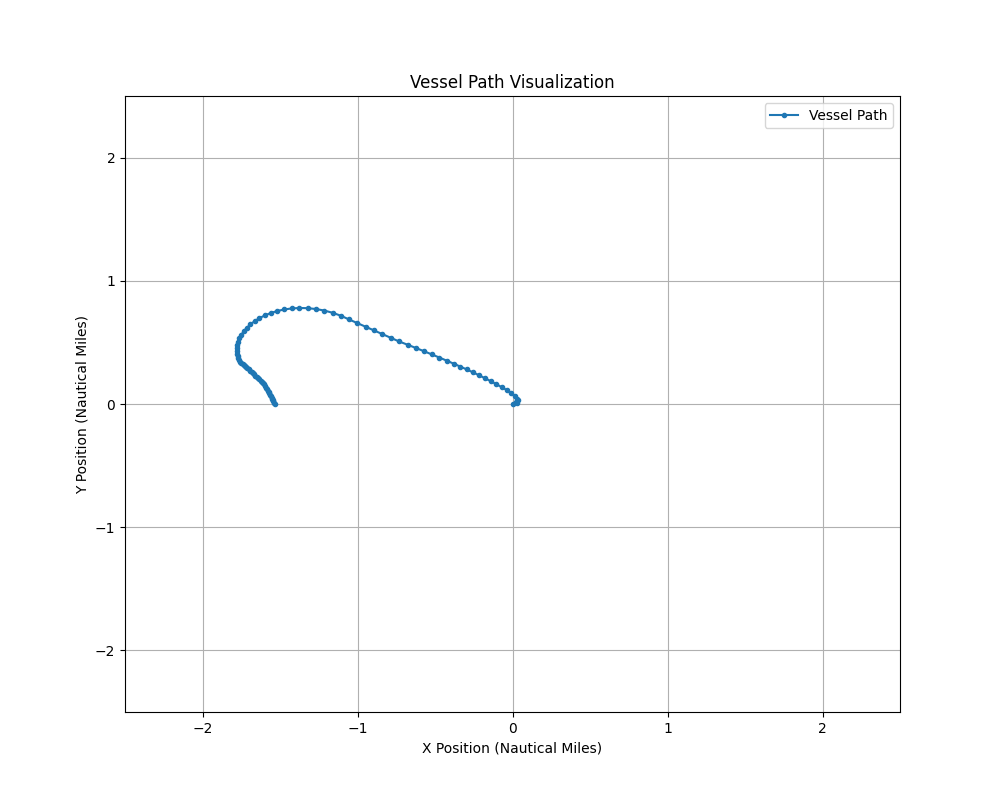 Vessel Path Visualization
Vessel Path
2
1
0
−1
−2
Y Position (Nautical Miles)
−2
−1
0
1
2
X Position (Nautical Miles)